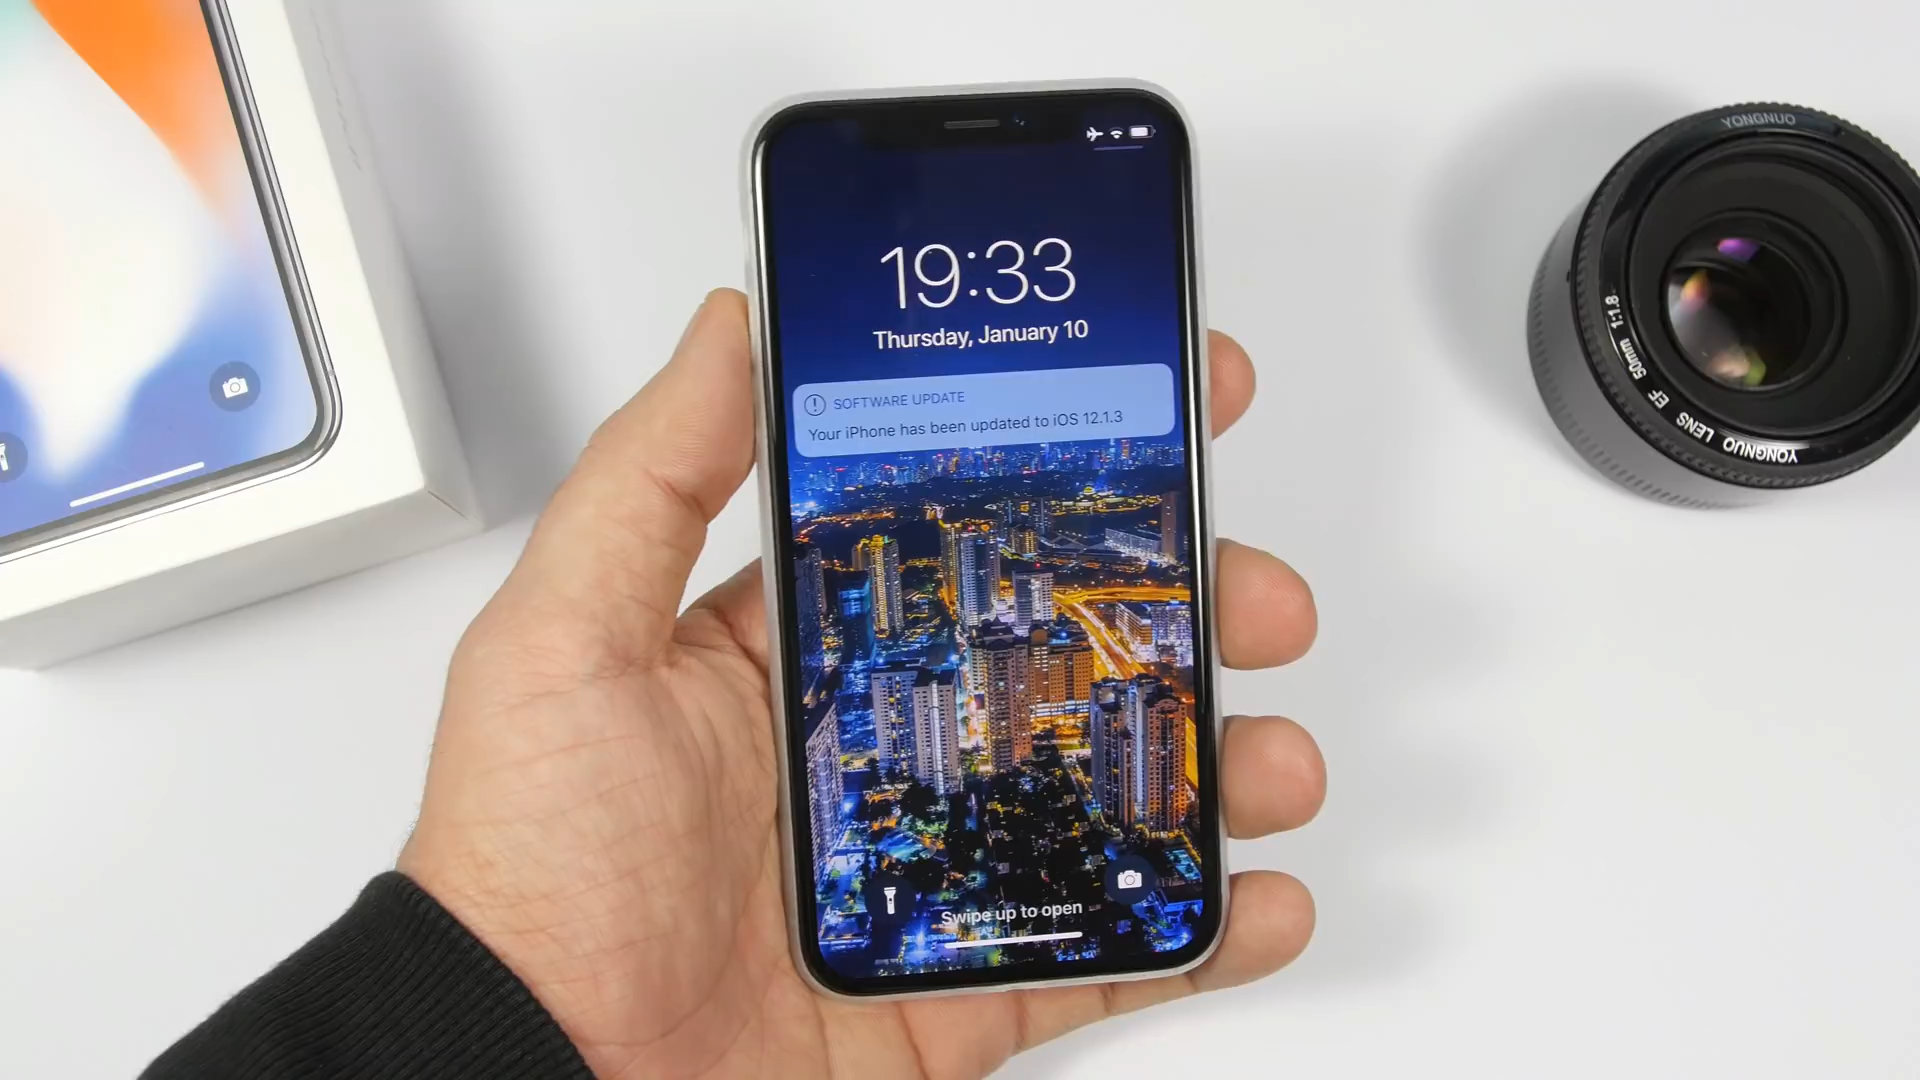 19:33
Thursday, January 10
SOFTWARE UPDATE
Your iPhone has been updated to iOS 12.1.3
Swipe up to open
YONGNUO
YONGNUO LENS EF 50mm 1:1.8